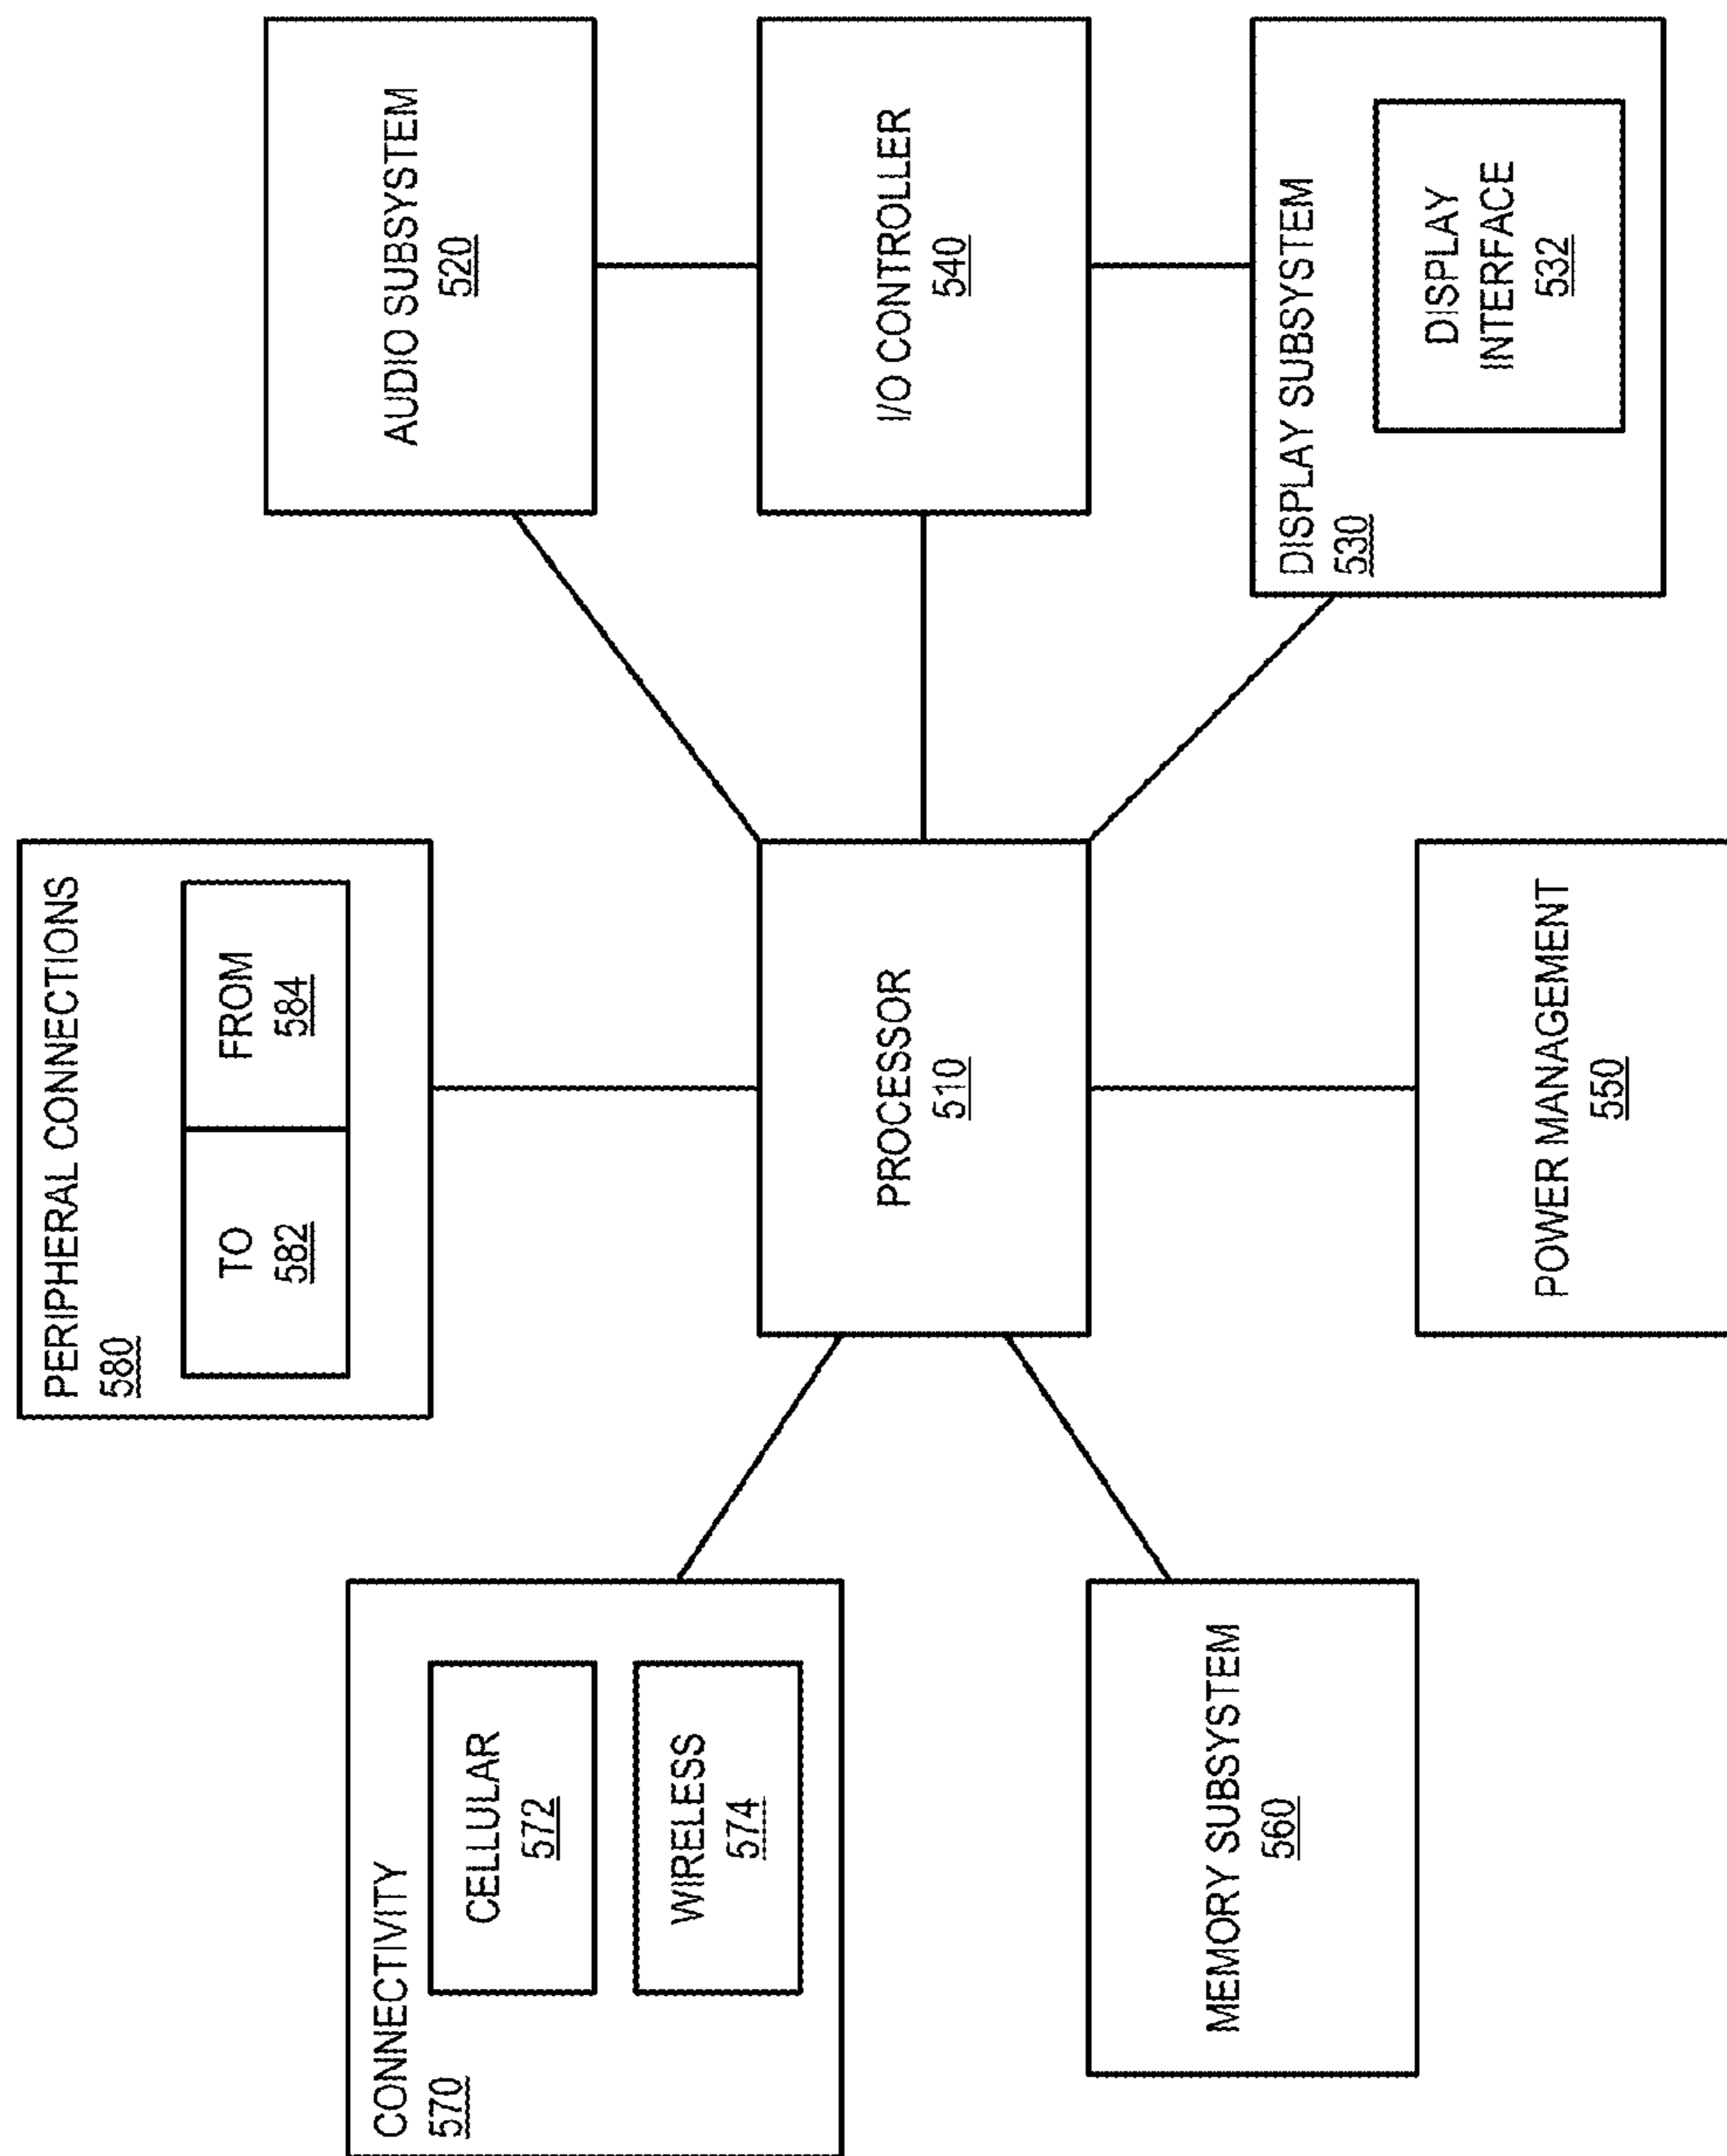 PERIPHERAL CONNECTIONS
580
TO
582
FROM
584
CONNECTIVITY
570
CELLULAR
572
WIRELESS
574
AUDIO SUBSYSTEM
520
PROCESSOR
510
I/O CONTROLLER
540
MEMORY SUBSYSTEM
560
DISPLAY SUBSYSTEM
530
DISPLAY
INTERFACE
532
POWER MANAGEMENT
550